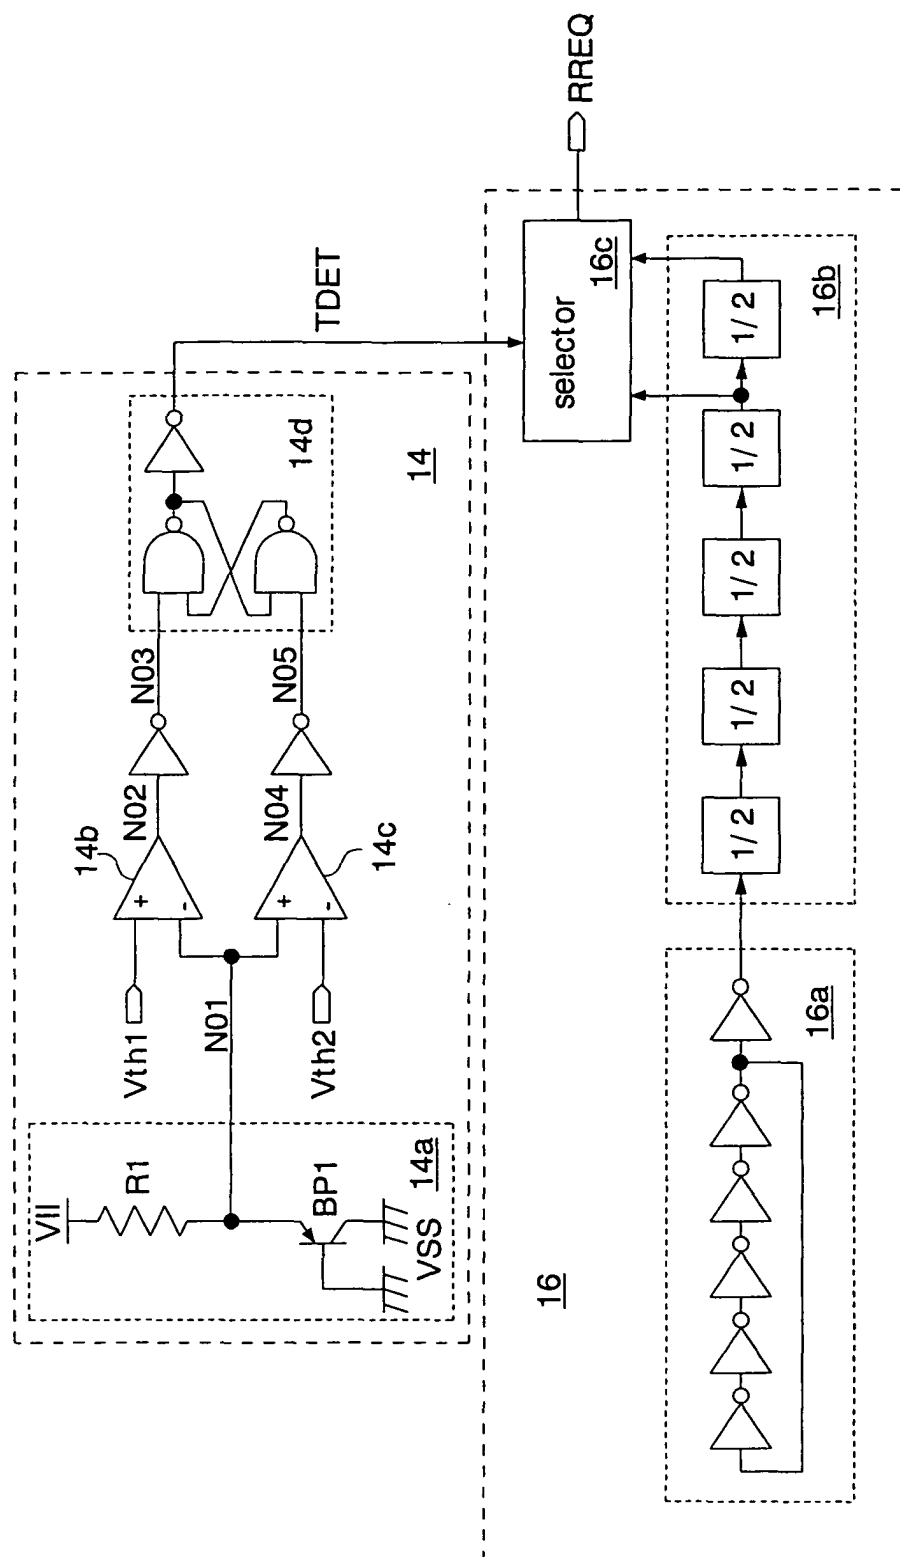 VII
R1
BP1
VSS
14a
N01
Vth1
Vth2
14b
+
-
14c
+
-
N02
N04
N03
N05
14d
14
TDET
16
16a
1/2
1/2
1/2
1/2
1/2
16b
selector
16c
RREQ